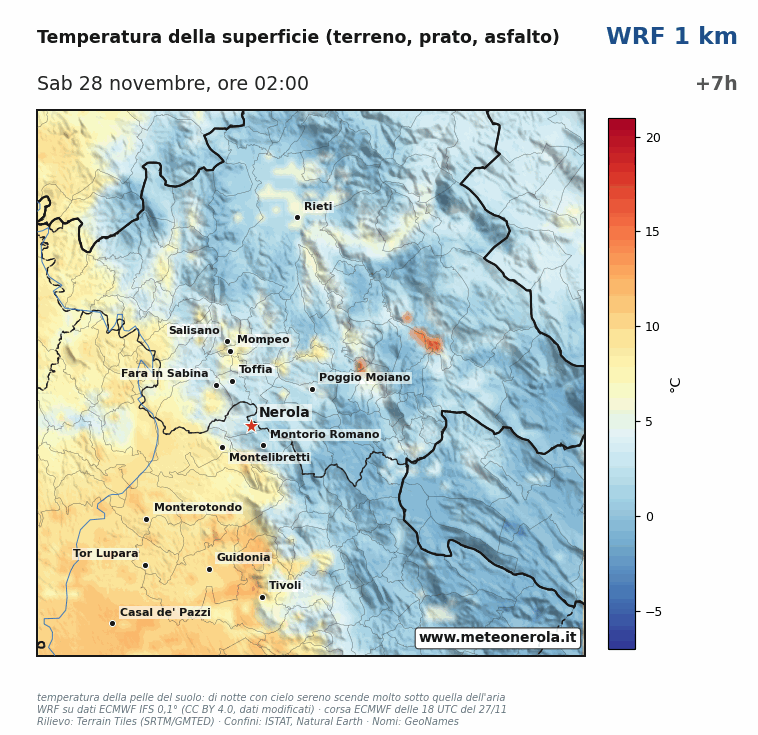 Temperatura della superficie (terreno, prato, asfalto)
WRF 1 km
Sab 28 novembre, ore 02:00
+7h
Rieti
Salisano
Mompeo
Fara in Sabina
Toffia
Poggio Moiano
Nerola
Montorio Romano
Montelibretti
Monterotondo
Tor Lupara
Guidonia
Tivoli
Casal de' Pazzi
www.meteonerola.it
20
15
10
5
0
−5
°C
temperatura della pelle del suolo: di notte con cielo sereno scende molto sotto quella dell'aria
WRF su dati ECMWF IFS 0,1° (CC BY 4.0, dati modificati) · corsa ECMWF delle 18 UTC del 27/11
Rilievo: Terrain Tiles (SRTM/GMTED) · Confini: ISTAT, Natural Earth · Nomi: GeoNames